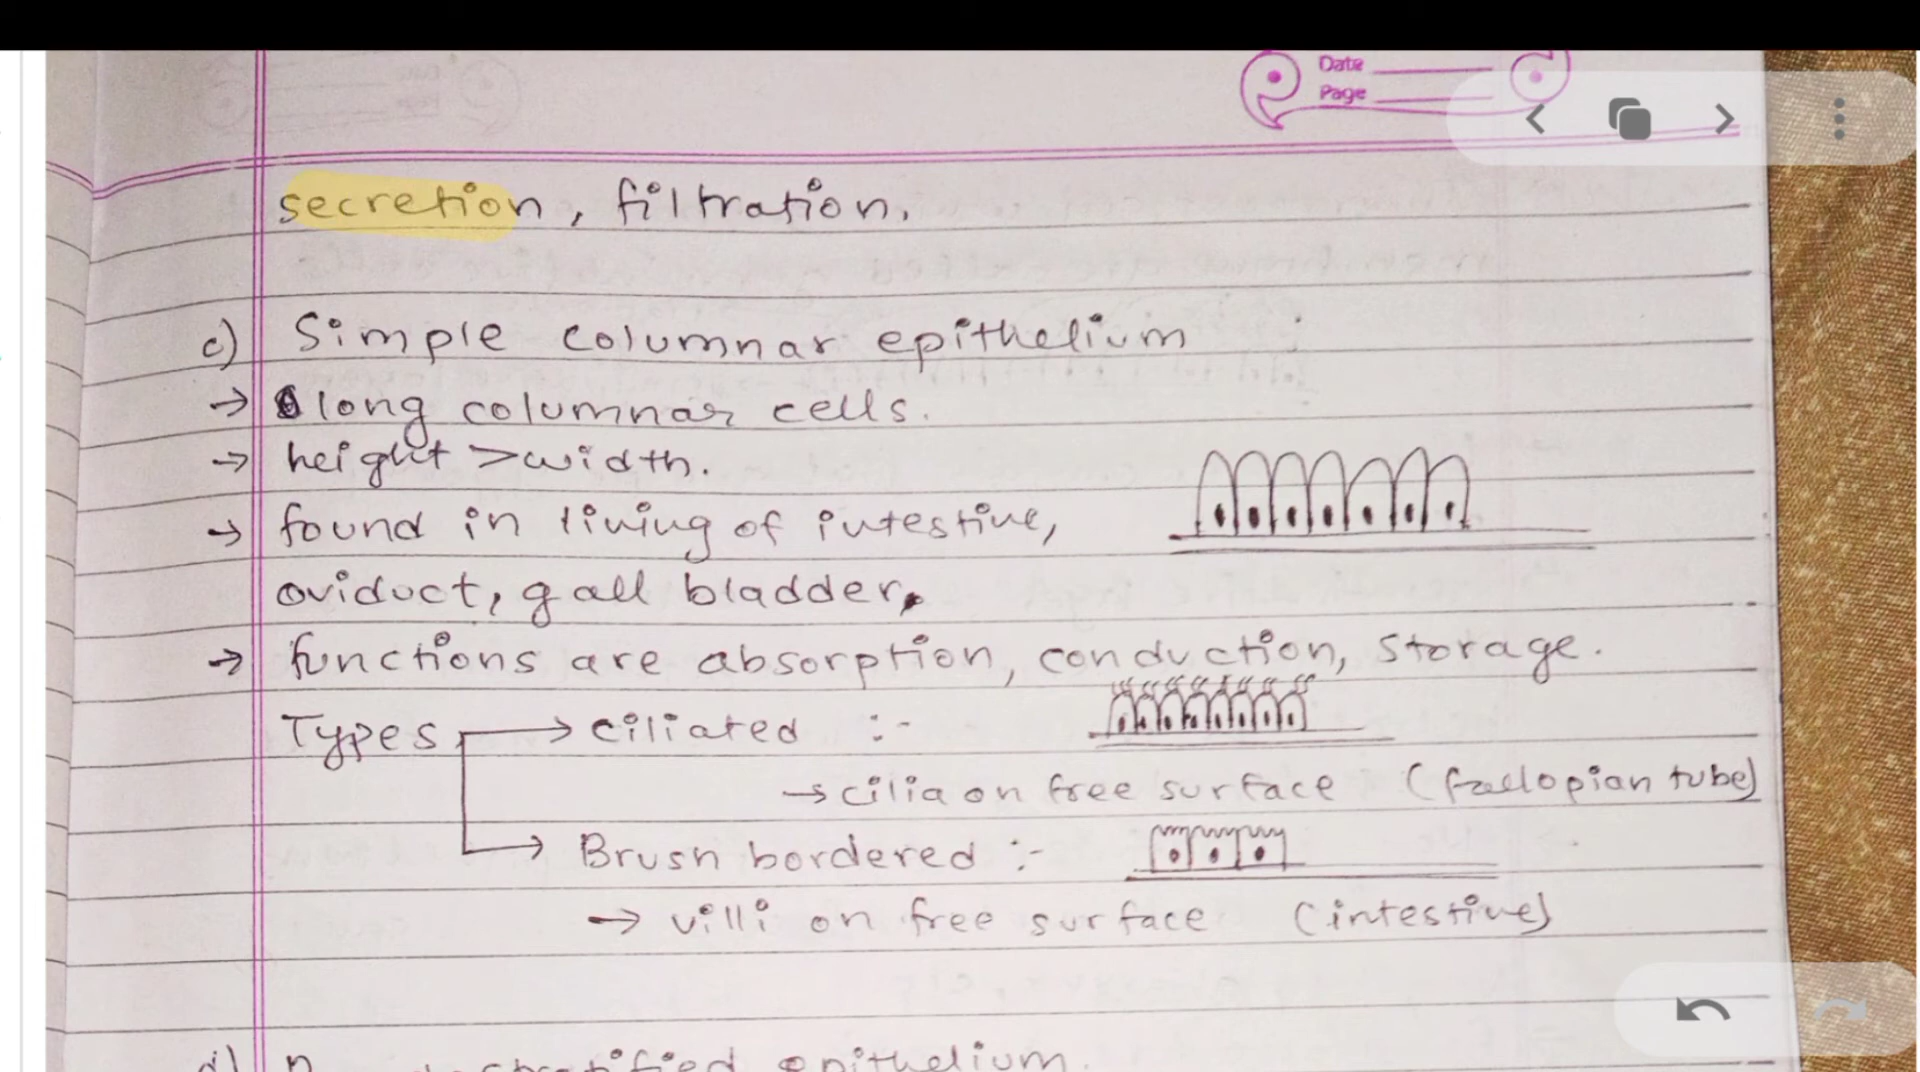 Date
Page
secretion, filtration.
c) Simple columnar epithelium
→ long columnar cells.
→ height > width.
→ found in lining of intestine,
oviduct, gall bladder,
→ functions are absorption, conduction, storage.
Types → ciliated :-
→ cilia on free surface (fallopian tube)
→ Brush bordered :-
→ villi on free surface (intestine)
d) epithelium